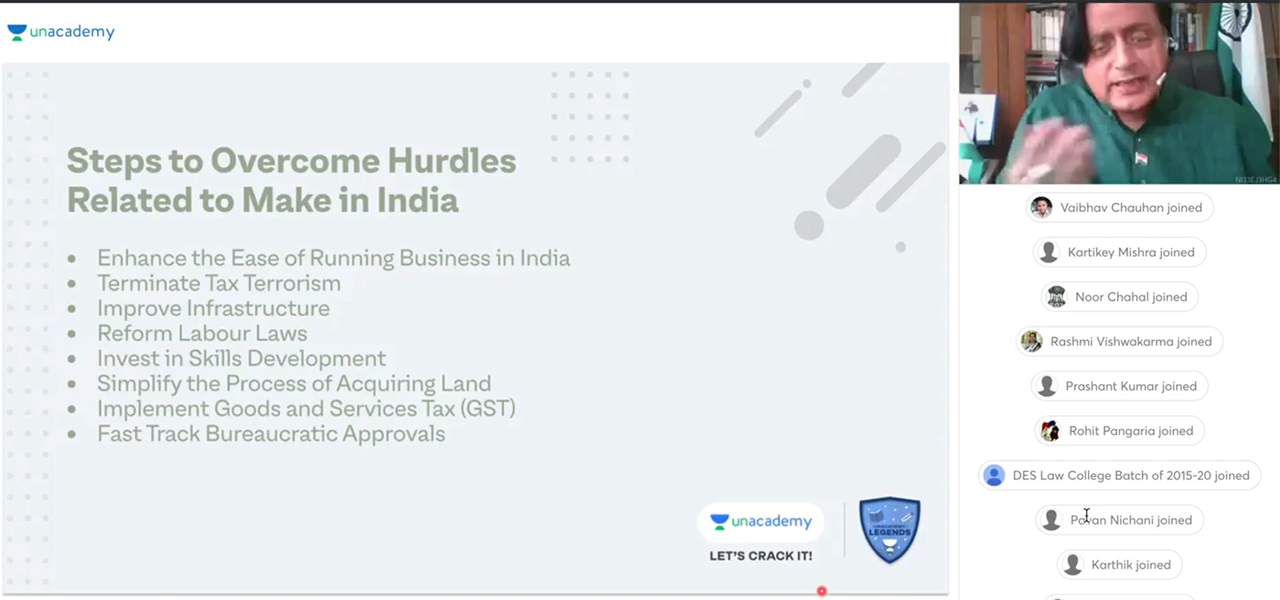 unacademy
Steps to Overcome Hurdles
Related to Make in India
• Enhance the Ease of Running Business in India
• Terminate Tax Terrorism
• Improve Infrastructure
• Reform Labour Laws
• Invest in Skills Development
• Simplify the Process of Acquiring Land
• Implement Goods and Services Tax (GST)
• Fast Track Bureaucratic Approvals
unacademy
LET'S CRACK IT!
UNACADEMY
LEGENDS
Vaibhav Chauhan joined
Kartikey Mishra joined
Noor Chahal joined
Rashmi Vishwakarma joined
Prashant Kumar joined
Rohit Pangaria joined
DES Law College Batch of 2015-20 joined
Pavan Nichani joined
Karthik joined